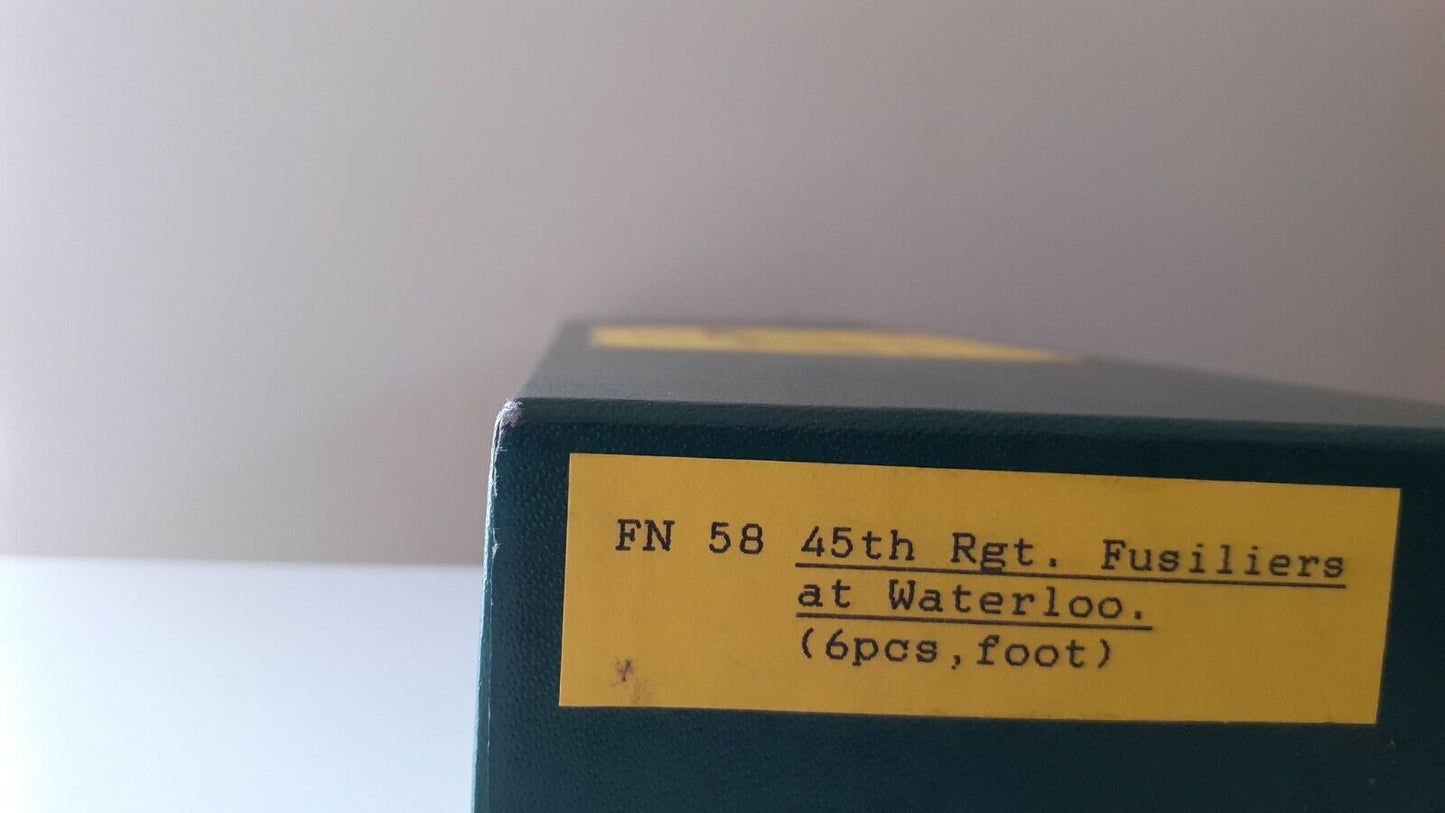 FN 58 45th Rgt. Fusiliers
at Waterloo.
(6pcs,foot)